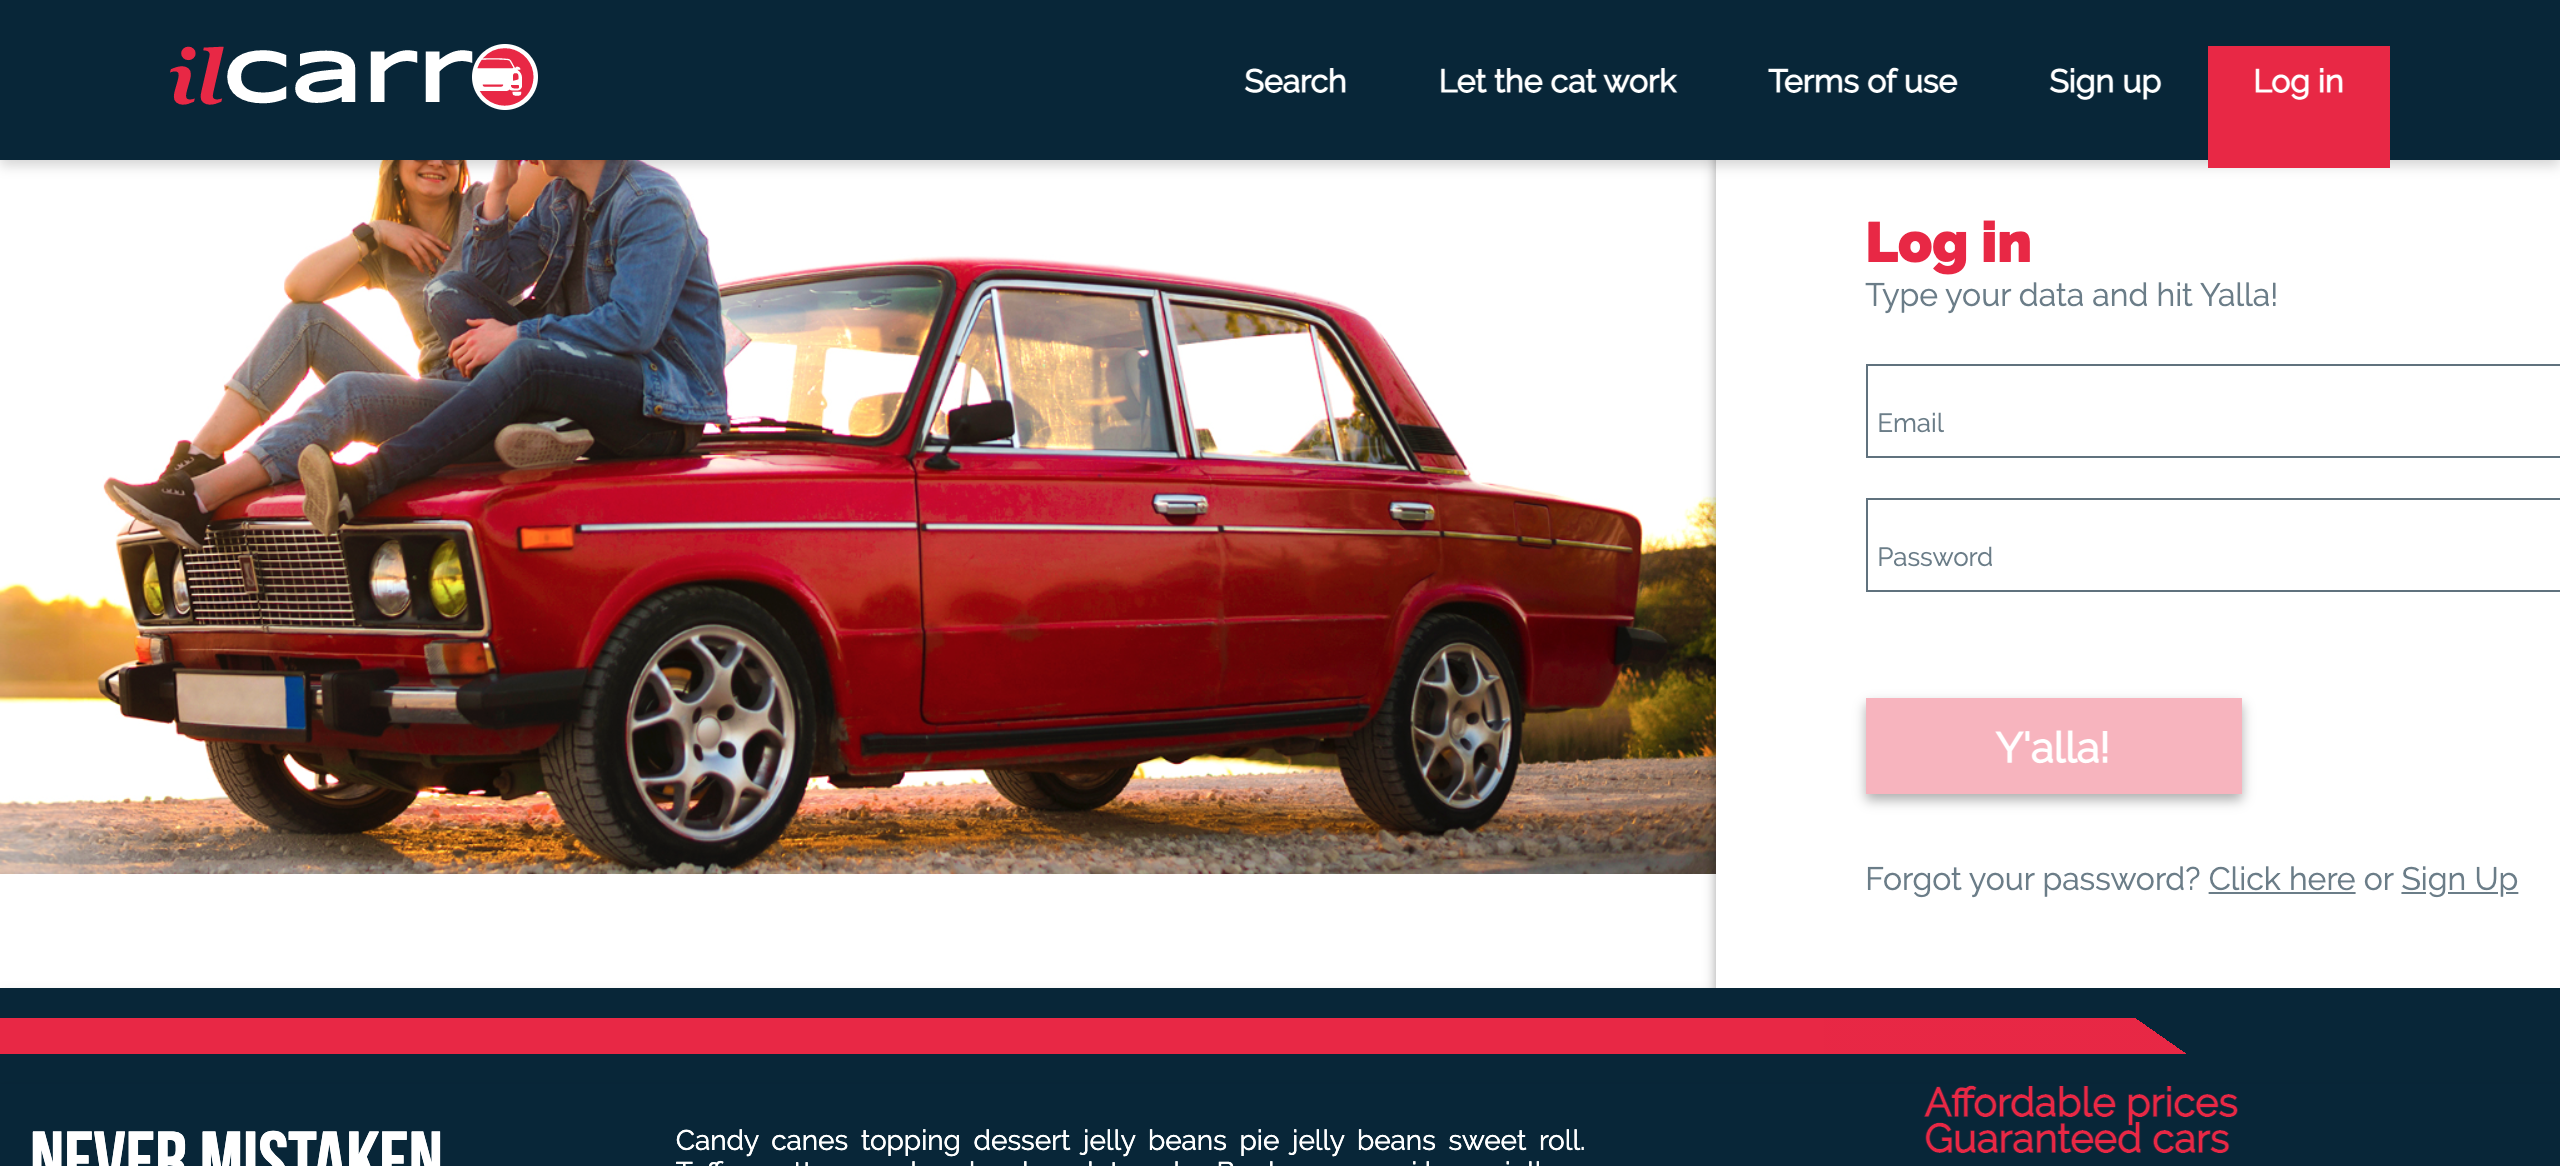 ilcarro
Search Let the cat work Terms of use Sign up Log in
Log in
Type your data and hit Yalla!
Email
Password
Y'alla!
Forgot your password? Click here or Sign Up
Affordable prices
Guaranteed cars
NEVER MISTAKEN
Candy canes topping dessert jelly beans pie jelly beans sweet roll.